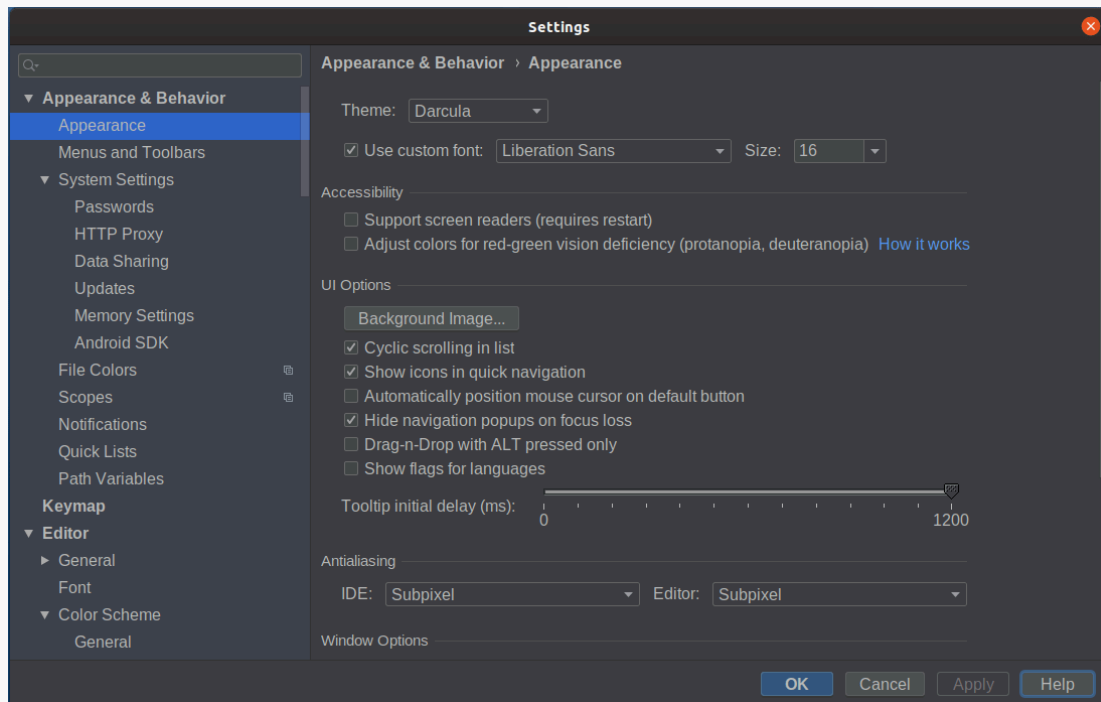 Settings
Appearance & Behavior
Appearance
Menus and Toolbars
System Settings
Passwords
HTTP Proxy
Data Sharing
Updates
Memory Settings
Android SDK
File Colors
Scopes
Notifications
Quick Lists
Path Variables
Keymap
Editor
General
Font
Color Scheme
General
Appearance & Behavior › Appearance
Theme: Darcula
Use custom font: Liberation Sans Size: 16
Accessibility
Support screen readers (requires restart)
Adjust colors for red-green vision deficiency (protanopia, deuteranopia) How it works
UI Options
Background Image...
Cyclic scrolling in list
Show icons in quick navigation
Automatically position mouse cursor on default button
Hide navigation popups on focus loss
Drag-n-Drop with ALT pressed only
Show flags for languages
Tooltip initial delay (ms):
0 1200
Antialiasing
IDE: Subpixel Editor: Subpixel
Window Options
OK Cancel Apply Help